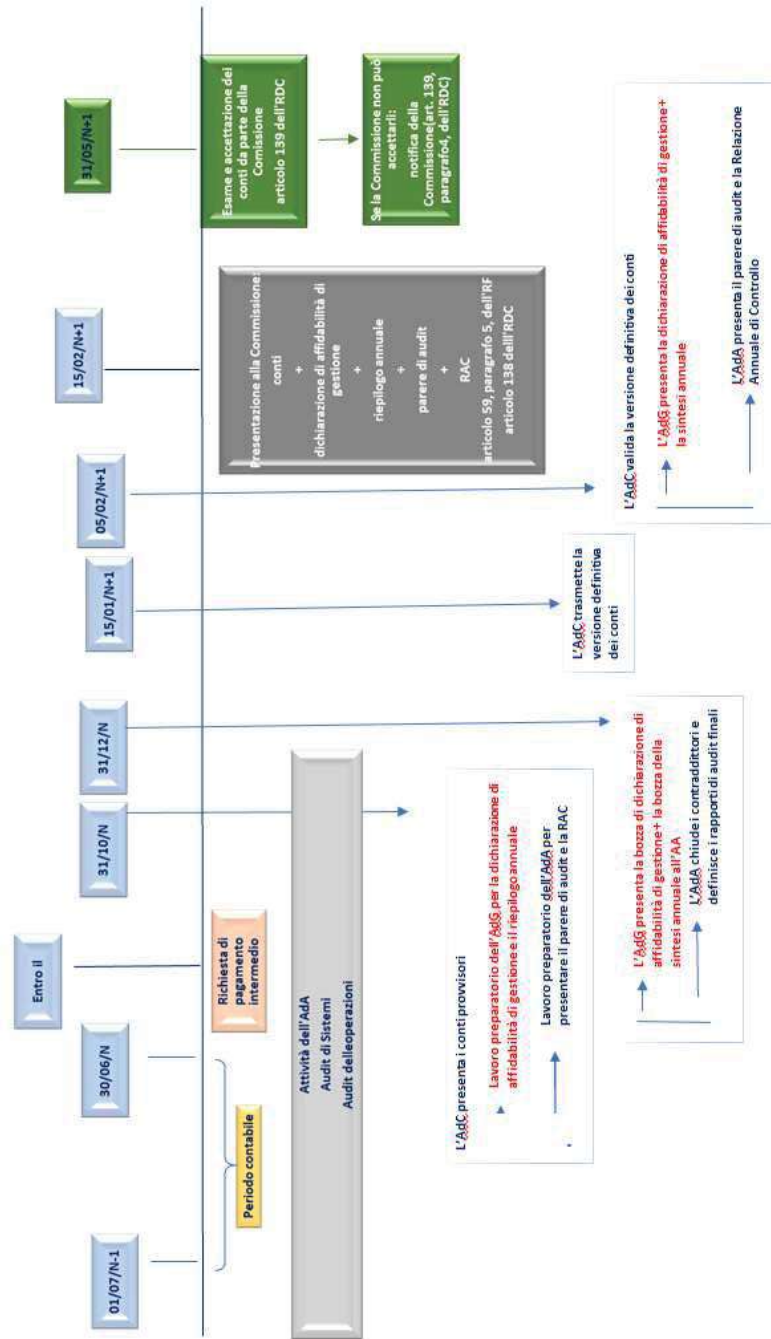 01/07/N-1
30/06/N
Entro il
31/10/N
31/12/N
15/01/N+1
05/02/N+1
15/02/N+1
31/05/N+1
Periodo contabile
Richiesta di
pagamento
intermedio
Attività dell'AdA
Audit di Sistemi
Audit delleoperazioni
Presentazione alla Commissione:
conti
+
dichiarazione di affidabilità di
gestione
+
riepilogo annuale
+
parere di audit
+
RAC
articolo 59, paragrafo 5, dell'RF
articolo 138 delll'RDC
Esame e accettazione dei
conti da parte della
Comissione
articolo 139 dell'RDC
Se la Commissione non può
accettarli:
notifica della
Commissione(art. 139,
paragrafo4, dell'RDC)
L'AdC presenta i conti provvisori
Lavoro preparatorio dell'AdG per la dichiarazione di
affidabilità di gestione e il riepilogo annuale
Lavoro preparatorio dell'AdA per
presentare il parere di audit e la RAC
L'AdG presenta la bozza di dichiarazione di
affidabilità di gestione+ la bozza della
sintesi annuale all'AA
L'AdA chiude i contraddittori e
definisce i rapporti di audit finali
L'AdC trasmette la
versione definitiva
dei conti
L'AdC valida la versione definitiva dei conti
L'AdG presenta la dichiarazione di affidabilità di gestione+
la sintesi annuale
L'AdA presenta il parere di audit e la Relazione
Annuale di Controllo